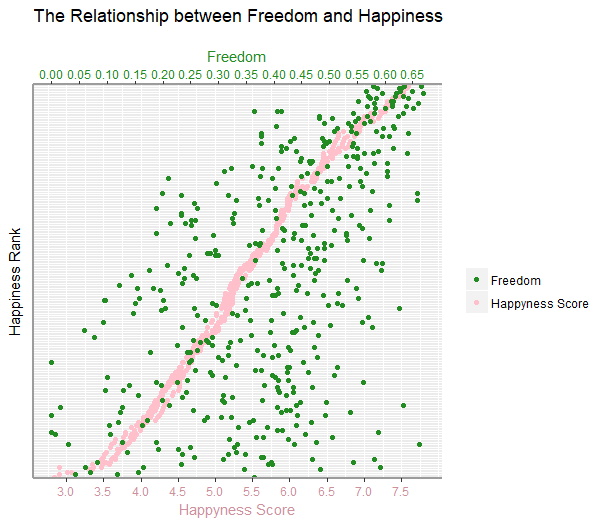 The Relationship between Freedom and Happiness
Freedom
0.00 0.05 0.10 0.15 0.20 0.25 0.30 0.35 0.40 0.45 0.50 0.55 0.60 0.65
Happiness Rank
Freedom
Happyness Score
3.0 3.5 4.0 4.5 5.0 5.5 6.0 6.5 7.0 7.5
Happyness Score